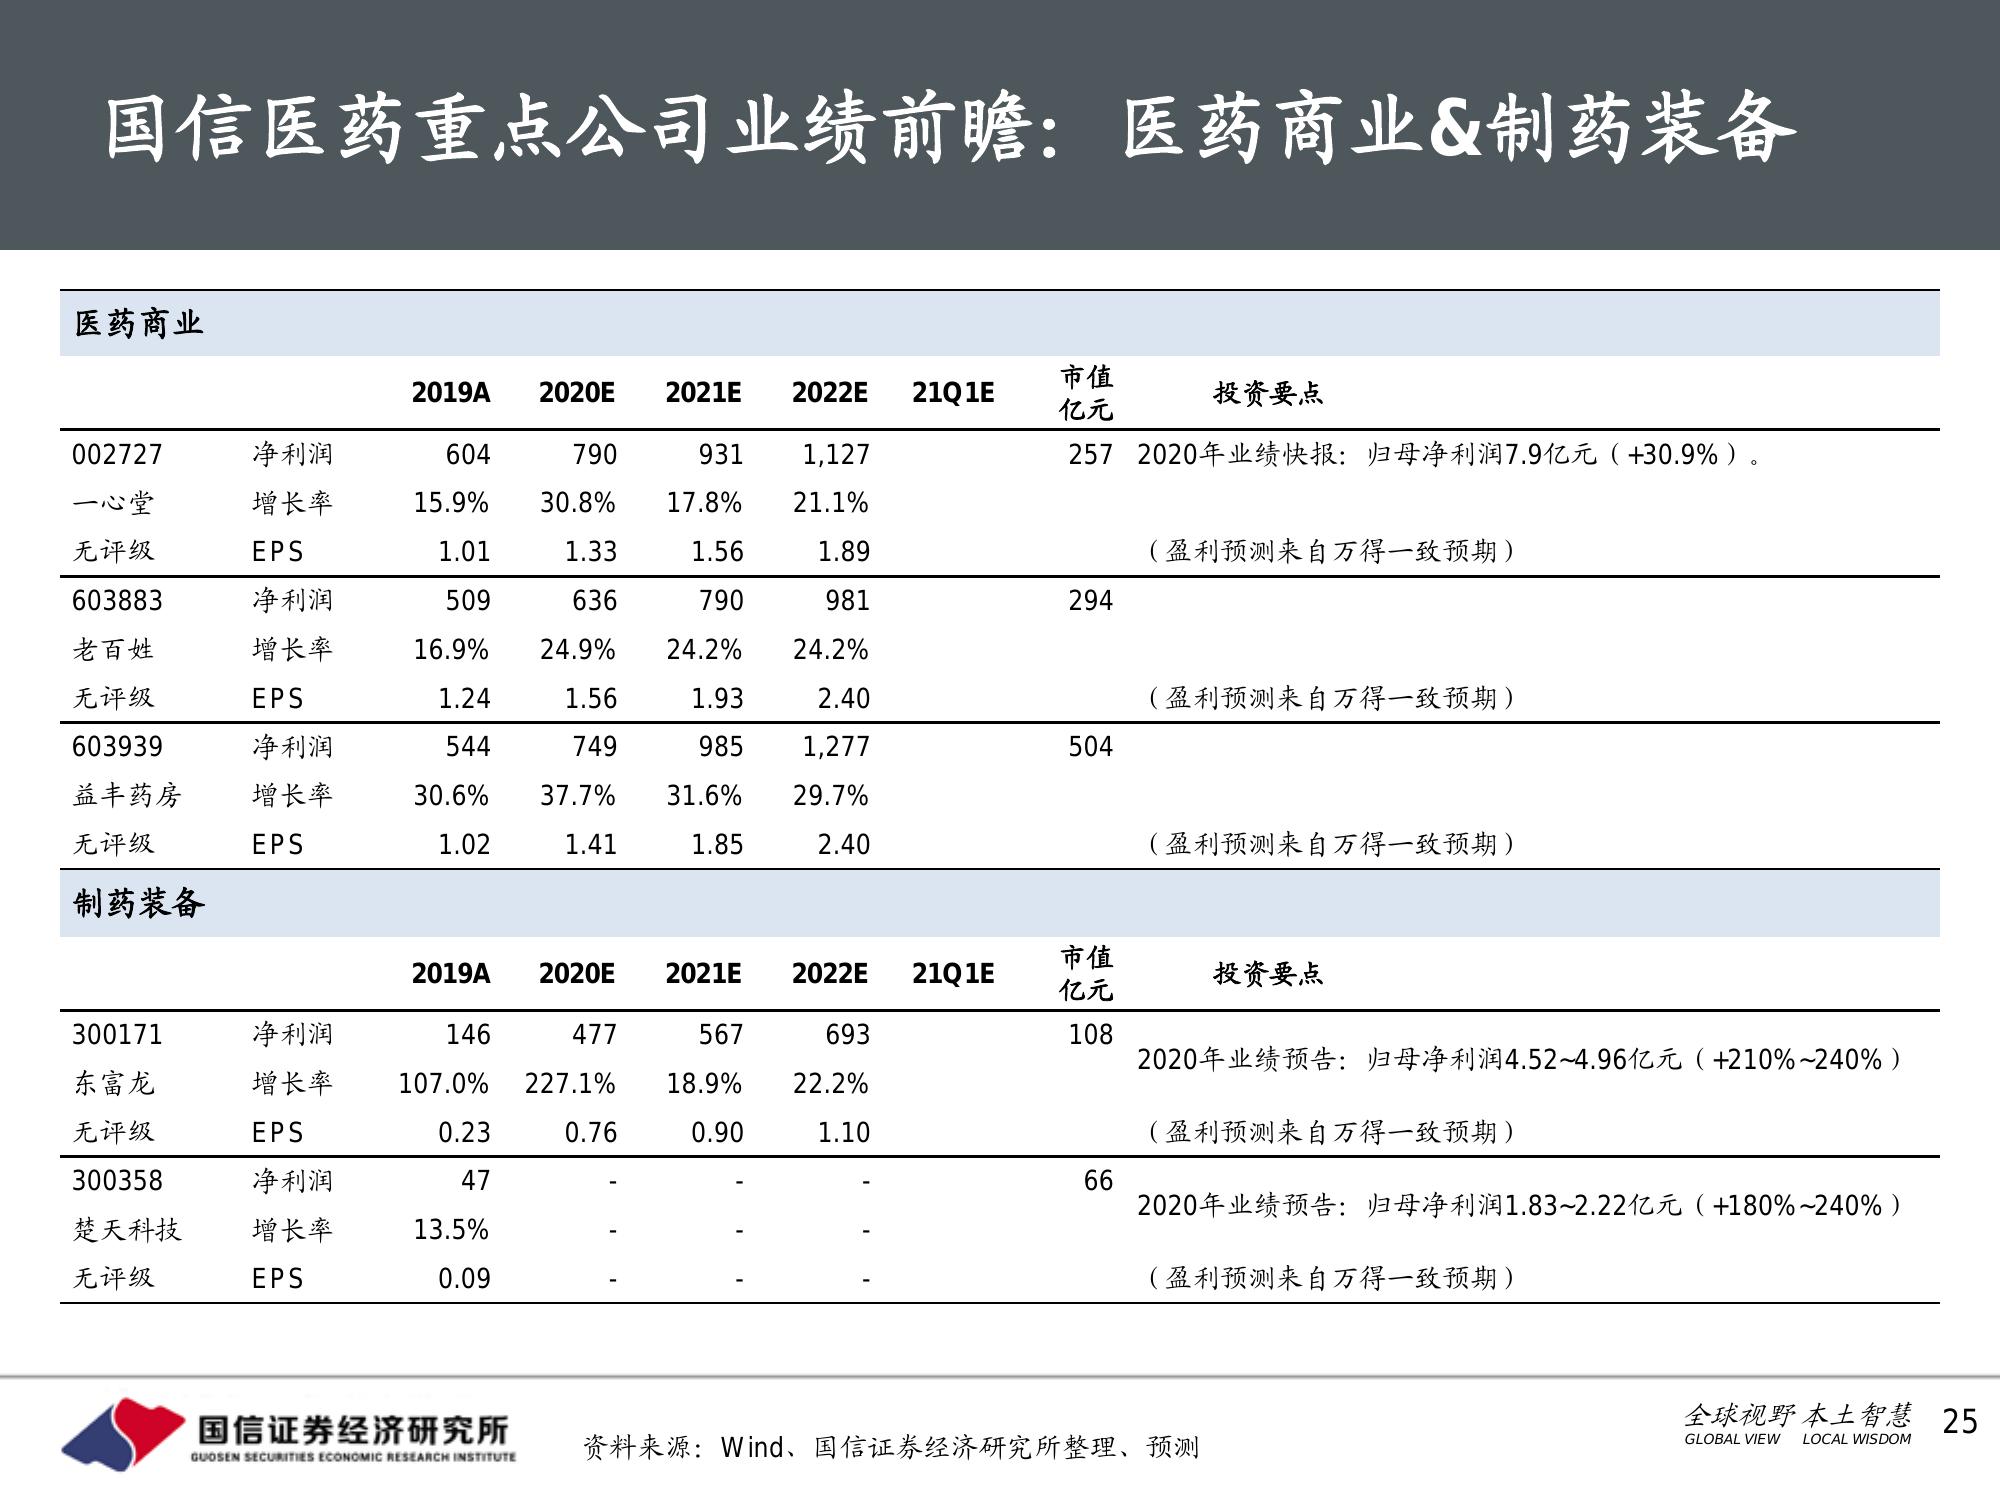 国信医药重点公司业绩前瞻：医药商业&制药装备
医药商业
2019A 2020E 2021E 2022E 21Q1E 市值亿元 投资要点
002727 净利润 604 790 931 1,127 257 2020年业绩快报：归母净利润7.9亿元（+30.9%）。
一心堂 增长率 15.9% 30.8% 17.8% 21.1%
无评级 EPS 1.01 1.33 1.56 1.89 （盈利预测来自万得一致预期）
603883 净利润 509 636 790 981 294
老百姓 增长率 16.9% 24.9% 24.2% 24.2%
无评级 EPS 1.24 1.56 1.93 2.40 （盈利预测来自万得一致预期）
603939 净利润 544 749 985 1,277 504
益丰药房 增长率 30.6% 37.7% 31.6% 29.7%
无评级 EPS 1.02 1.41 1.85 2.40 （盈利预测来自万得一致预期）
制药装备
2019A 2020E 2021E 2022E 21Q1E 市值亿元 投资要点
300171 净利润 146 477 567 693 108 2020年业绩预告：归母净利润4.52~4.96亿元（+210%~240%）
东富龙 增长率 107.0% 227.1% 18.9% 22.2%
无评级 EPS 0.23 0.76 0.90 1.10 （盈利预测来自万得一致预期）
300358 净利润 47 - - - 66 2020年业绩预告：归母净利润1.83~2.22亿元（+180%~240%）
楚天科技 增长率 13.5% - - -
无评级 EPS 0.09 - - - （盈利预测来自万得一致预期）
国信证券经济研究所
GUOSEN SECURITIES ECONOMIC RESEARCH INSTITUTE
资料来源：Wind、国信证券经济研究所整理、预测
全球视野 本土智慧
GLOBAL VIEW LOCAL WISDOM
25